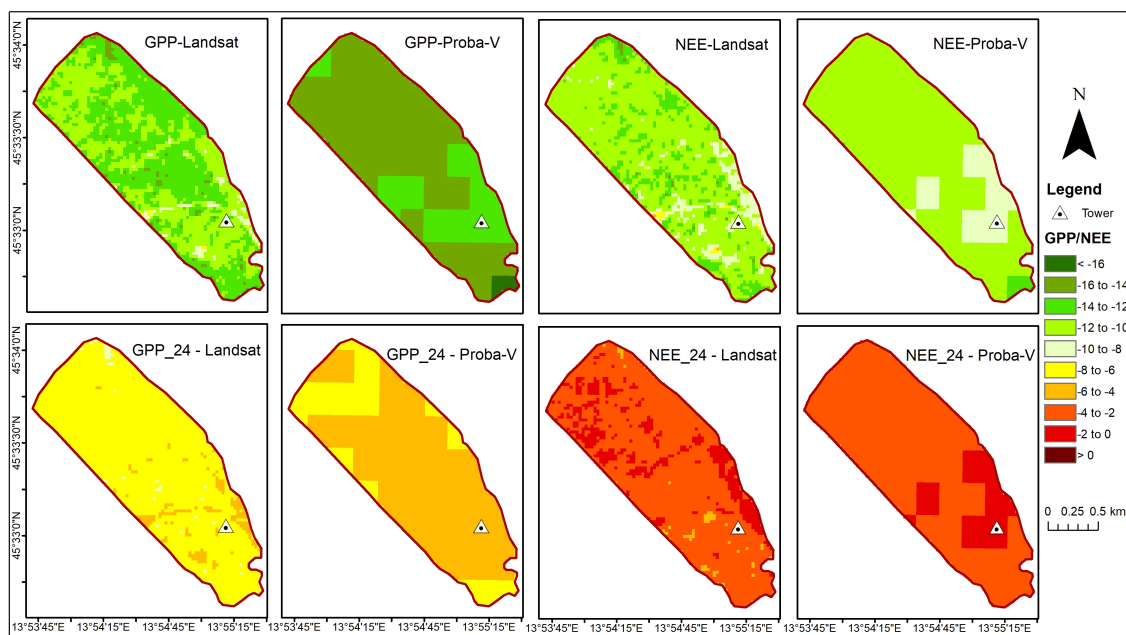 GPP-Landsat
GPP-Proba-V
NEE-Landsat
NEE-Proba-V
45°34'0"N
45°33'30"N
45°33'0"N
N
Legend
Tower
GPP/NEE
< -16
-16 to -14
-14 to -12
-12 to -10
-10 to -8
-8 to -6
-6 to -4
-4 to -2
-2 to 0
> 0
0 0.25 0.5 km
GPP_24 - Landsat
GPP_24 - Proba-V
NEE_24 - Landsat
NEE_24 - Proba-V
45°34'0"N
45°33'30"N
45°33'0"N
13°53'45"E 13°54'15"E 13°54'45"E 13°55'15"E 13°53'45"E 13°54'15"E 13°54'45"E 13°55'15"E 13°53'45"E 13°54'15"E 13°54'45"E 13°55'15"E 13°53'45"E 13°54'15"E 13°54'45"E 13°55'15"E